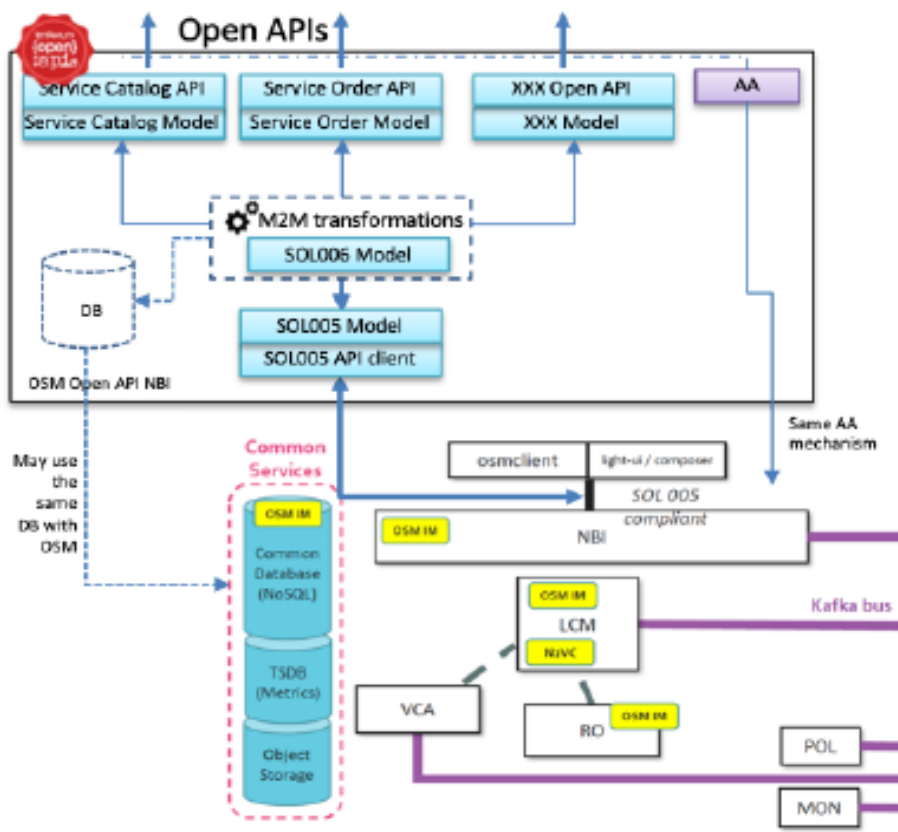 Open APIs
{open}
Service Catalog API
Service Catalog Model
Service Order API
Service Order Model
XXX Open API
XXX Model
AA
M2M transformations
SOL006 Model
DB
SOL005 Model
SOL005 API client
OSM Open API NBI
Same AA
mechanism
May use
the
same
DB with
OSM
Common
Services
OSM IM
Common
Database
(NoSQL)
TSDB
(Metrics)
Object
Storage
osmclient
light-ui / composer
SOL 005
compliant
OSM IM
NBI
OSM IM
LCM
N2VC
Kafka bus
VCA
RO
OSM IM
POL
MON